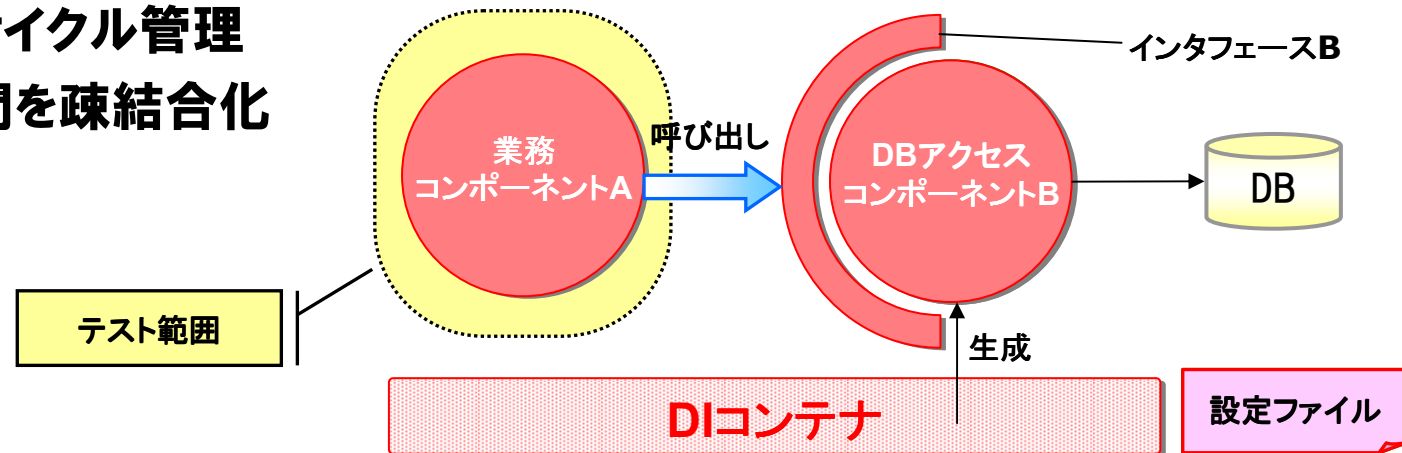 サイクル管理
間を疎結合化
インタフェースB
呼び出し
業務
コンポーネントA
DBアクセス
コンポーネントB
DB
テスト範囲
生成
DIコンテナ
設定ファイル